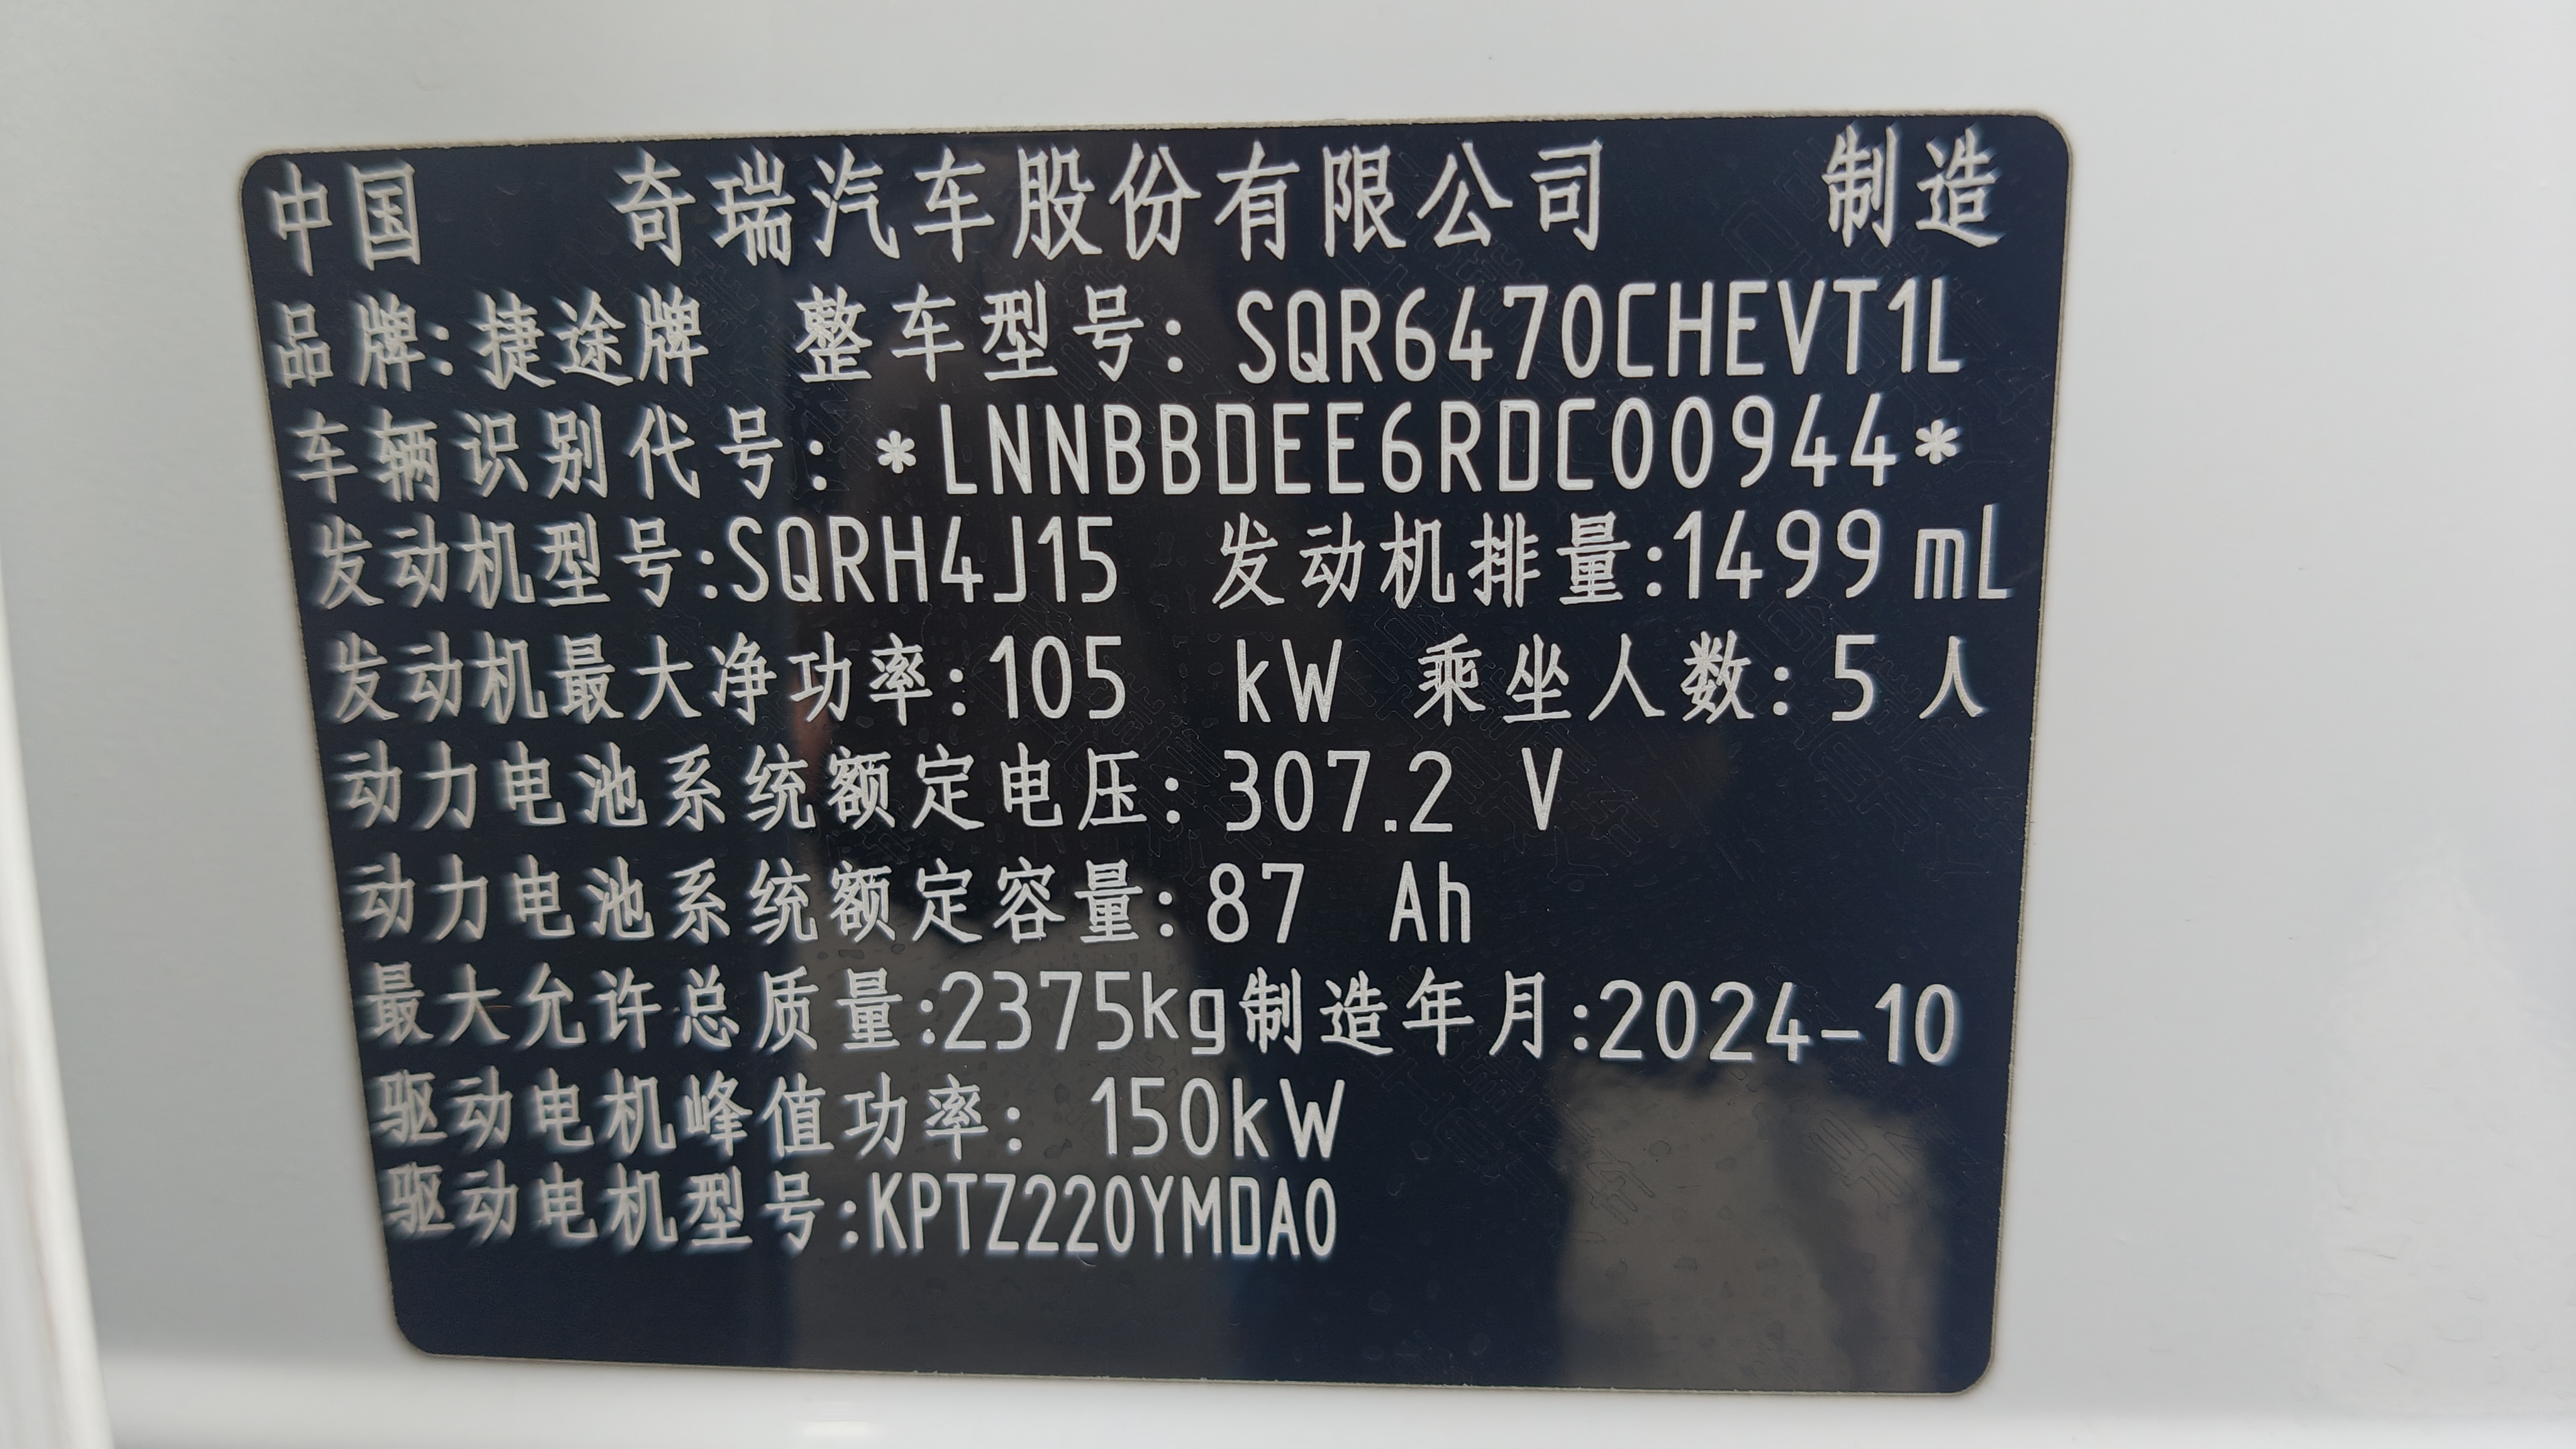 中国 奇瑞汽车股份有限公司 制造
品牌:捷途牌 整车型号:SQR6470CHEVT1L
车辆识别代号:*LNNBBDEE6RDC00944*
发动机型号:SQRH4J15 发动机排量:1499mL
发动机最大净功率:105 kW 乘坐人数:5人
动力电池系统额定电压:307.2 V
动力电池系统额定容量:87 Ah
最大允许总质量:2375kg制造年月:2024-10
驱动电机峰值功率: 150kW
驱动电机型号:KPTZ220YMDA0